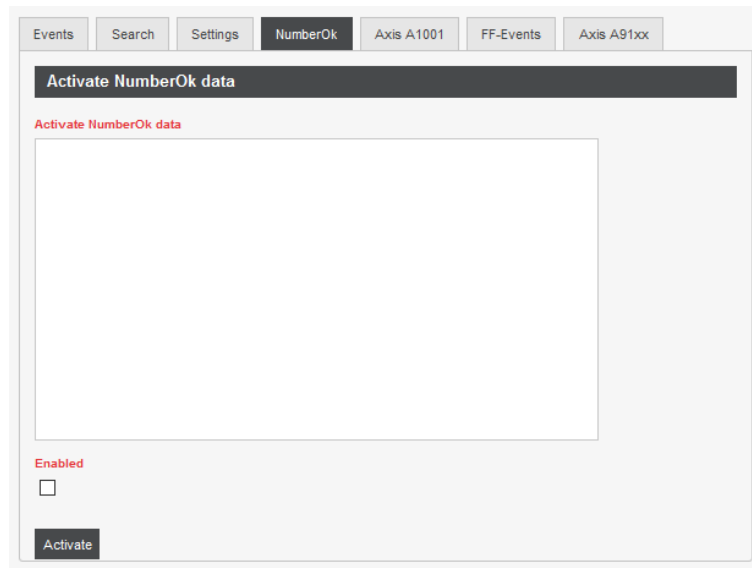 Events Search Settings NumberOk Axis A1001 FF-Events Axis A91xx
Activate NumberOk data
Activate NumberOk data
Enabled
Activate